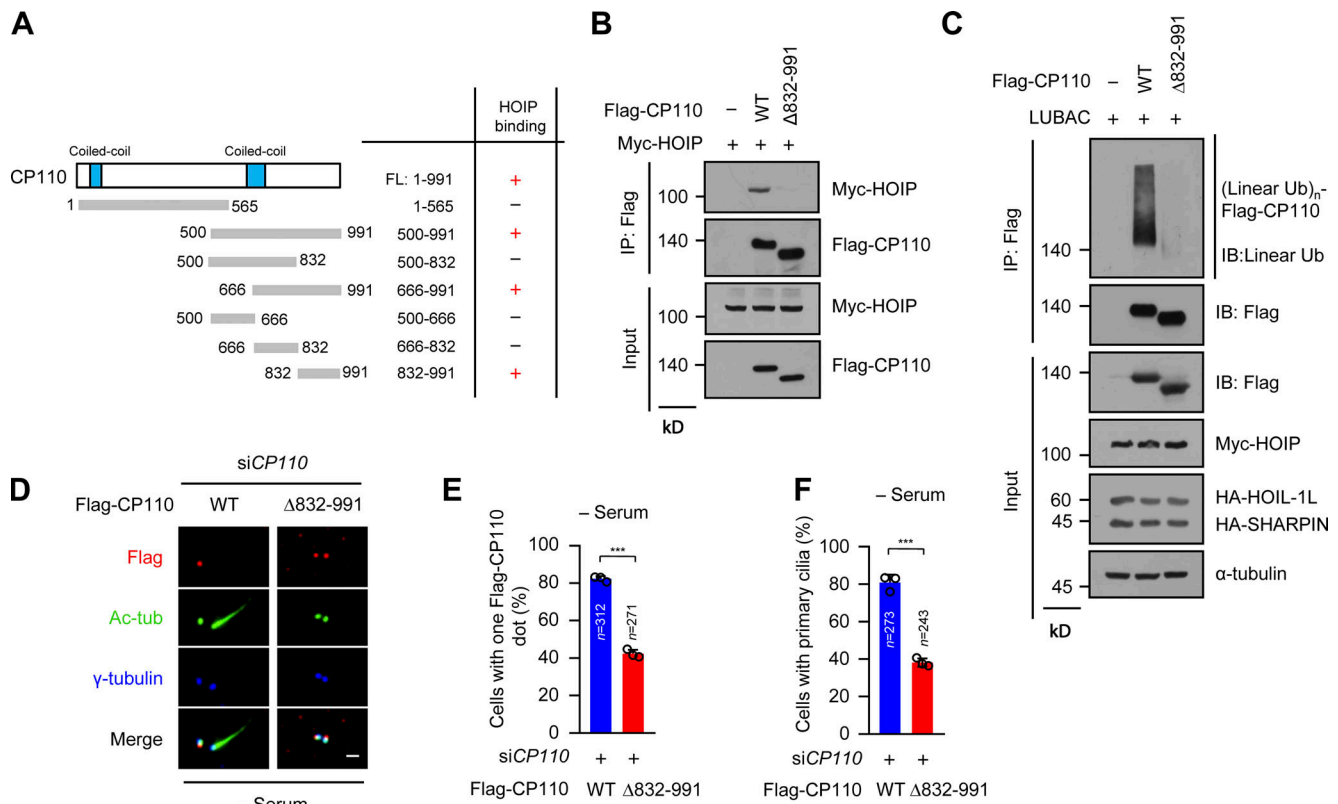 A
HOIP
binding
Coiled-coil Coiled-coil
CP110
FL: 1-991 +
1 565 1-565 –
500 991 500-991 +
500 832 500-832 –
666 991 666-991 +
500 666 500-666 –
666 832 666-832 –
832 991 832-991 +
B
Flag-CP110 – WT Δ832-991
Myc-HOIP + + +
IP: Flag
100 Myc-HOIP
140 Flag-CP110
Input
100 Myc-HOIP
140 Flag-CP110
kD
C
Flag-CP110 – WT Δ832-991
LUBAC + + +
IP: Flag
(Linear Ub)n-
Flag-CP110
140 IB:Linear Ub
140 IB: Flag
Input
140 IB: Flag
100 Myc-HOIP
60 HA-HOIL-1L
45 HA-SHARPIN
45 α-tubulin
kD
D
siCP110
Flag-CP110 WT Δ832-991
Flag
Ac-tub
γ-tubulin
Merge
– Serum
E
– Serum
Cells with one Flag-CP110
dot (%)
100
80
60
40
20
0
***
n=312
n=271
siCP110 + +
Flag-CP110 WT Δ832-991
F
– Serum
Cells with primary cilia (%)
100
80
60
40
20
0
***
n=273
n=243
siCP110 + +
Flag-CP110 WT Δ832-991